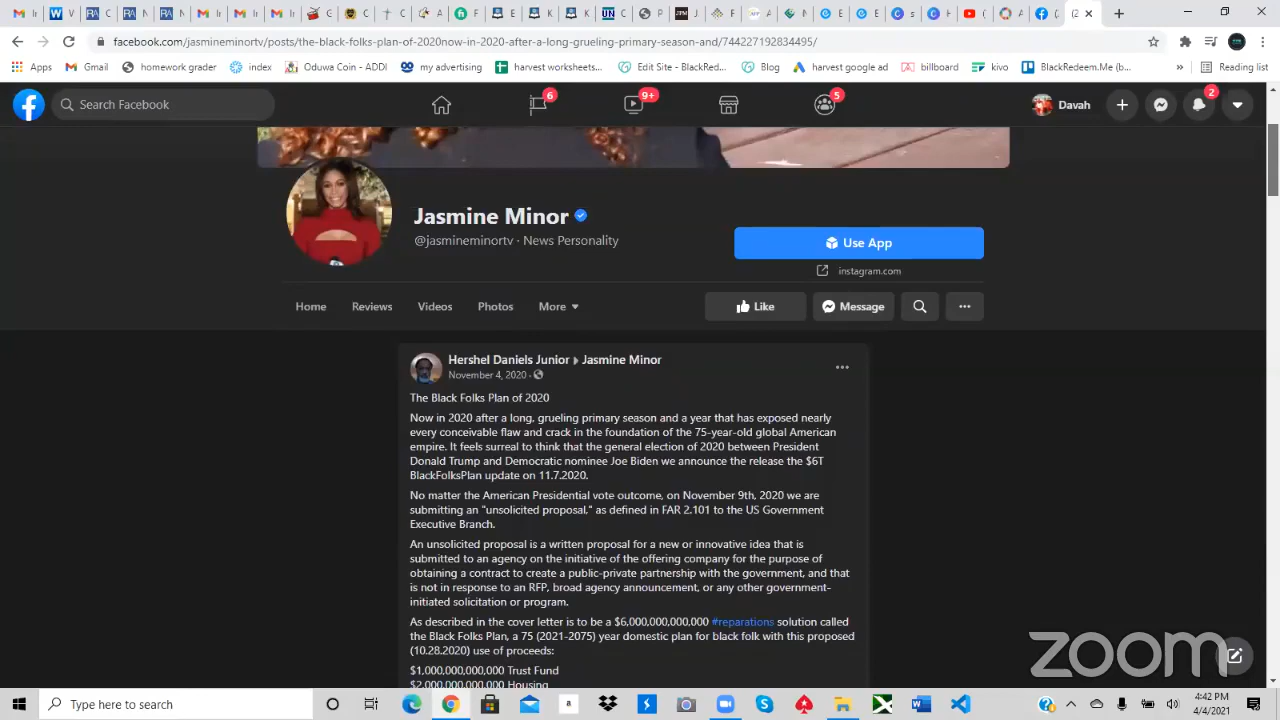 facebook.com/jasmineminortv/posts/the-black-folks-plan-of-2020now-in-2020-after-a-long-grueling-primary-season-and/744227192834495/
Apps Gmail homework grader index Oduwa Coin - ADDI my advertising harvest worksheet... Edit Site - BlackRed... Blog harvest google ad billboard kivo BlackRedeem.Me (b... » Reading list
Search Facebook 6 9+ 5 Davah 2
Jasmine Minor
@jasmineminortv · News Personality
Use App
instagram.com
Home Reviews Videos Photos More Like Message
Hershel Daniels Junior Jasmine Minor
November 4, 2020 ·
The Black Folks Plan of 2020
Now in 2020 after a long, grueling primary season and a year that has exposed nearly
every conceivable flaw and crack in the foundation of the 75-year-old global American
empire. It feels surreal to think that the general election of 2020 between President
Donald Trump and Democratic nominee Joe Biden we announce the release the $6T
BlackFolksPlan update on 11.7.2020.
No matter the American Presidential vote outcome, on November 9th, 2020 we are
submitting an "unsolicited proposal," as defined in FAR 2.101 to the US Government
Executive Branch.
An unsolicited proposal is a written proposal for a new or innovative idea that is
submitted to an agency on the initiative of the offering company for the purpose of
obtaining a contract to create a public-private partnership with the government, and that
is not in response to an RFP, broad agency announcement, or any other government-
initiated solicitation or program.
As described in the cover letter is to be a $6,000,000,000,000 #reparations solution called
the Black Folks Plan, a 75 (2021-2075) year domestic plan for black folk with this proposed
(10.28.2020) use of proceeds:
$1,000,000,000,000 Trust Fund
$2,000,000,000,000 Housing
zoom
Type here to search
4:42 PM
4/4/2021